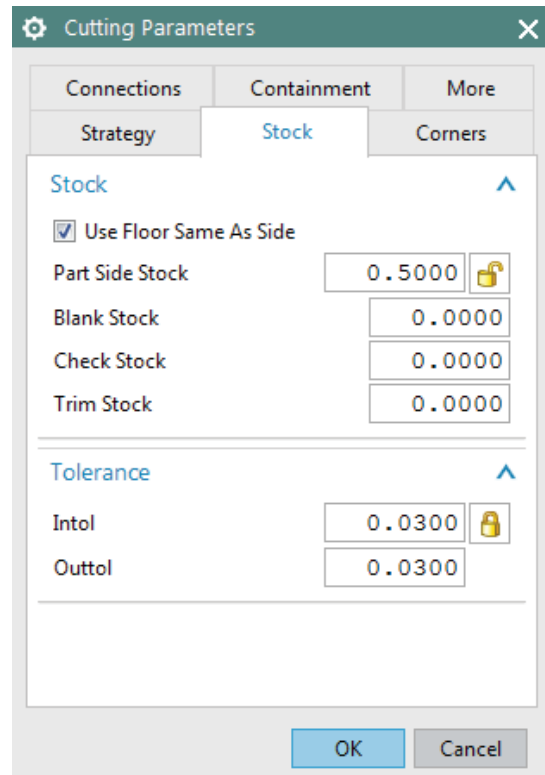 Cutting Parameters
Connections Containment More
Strategy Stock Corners
Stock
Use Floor Same As Side
Part Side Stock 0.5000
Blank Stock 0.0000
Check Stock 0.0000
Trim Stock 0.0000
Tolerance
Intol 0.0300
Outtol 0.0300
OK Cancel